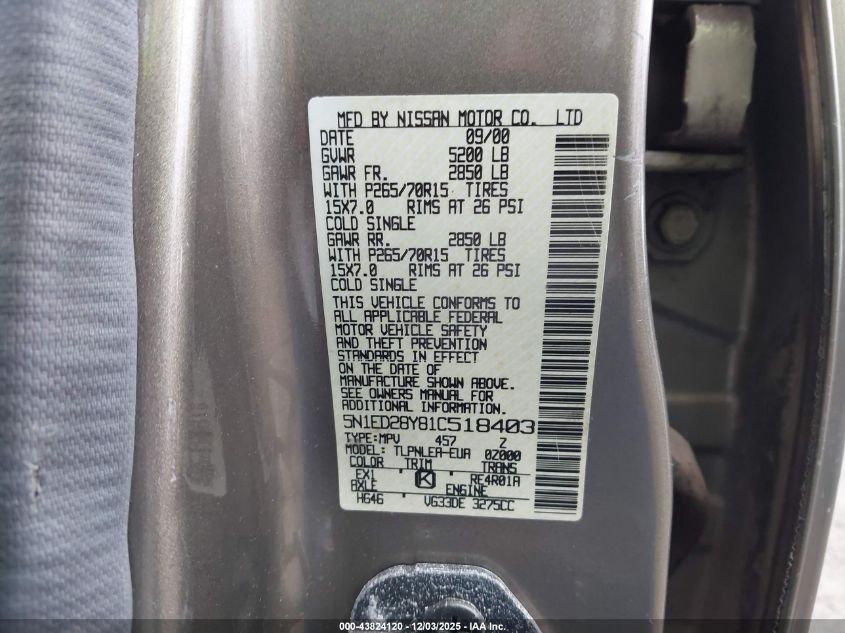 MFD BY NISSAN MOTOR CO. LTD
DATE 09/00
GVWR 5200 LB
GAWR FR. 2850 LB
WITH P265/70R15 TIRES
15X7.0 RIMS AT 26 PSI
COLD SINGLE
GAWR RR. 2850 LB
WITH P265/70R15 TIRES
15X7.0 RIMS AT 26 PSI
COLD SINGLE
THIS VEHICLE CONFORMS TO
ALL APPLICABLE FEDERAL
MOTOR VEHICLE SAFETY
AND THEFT PREVENTION
STANDARDS IN EFFECT
ON THE DATE OF
MANUFACTURE SHOWN ABOVE.
SEE OWNERS MANUAL FOR
ADDITIONAL INFORMATION
5N1ED28Y81C518403
TYPE:MPV 457 Z
MODEL: TLPNLEA-EUA 0Z000
COLOR TRIM TRANS
EX1 K RE4R01A
AXLE ENGINE
HG46 VG33DE 3275CC
000-43824120 - 12/03/2025 - IAA, Inc.